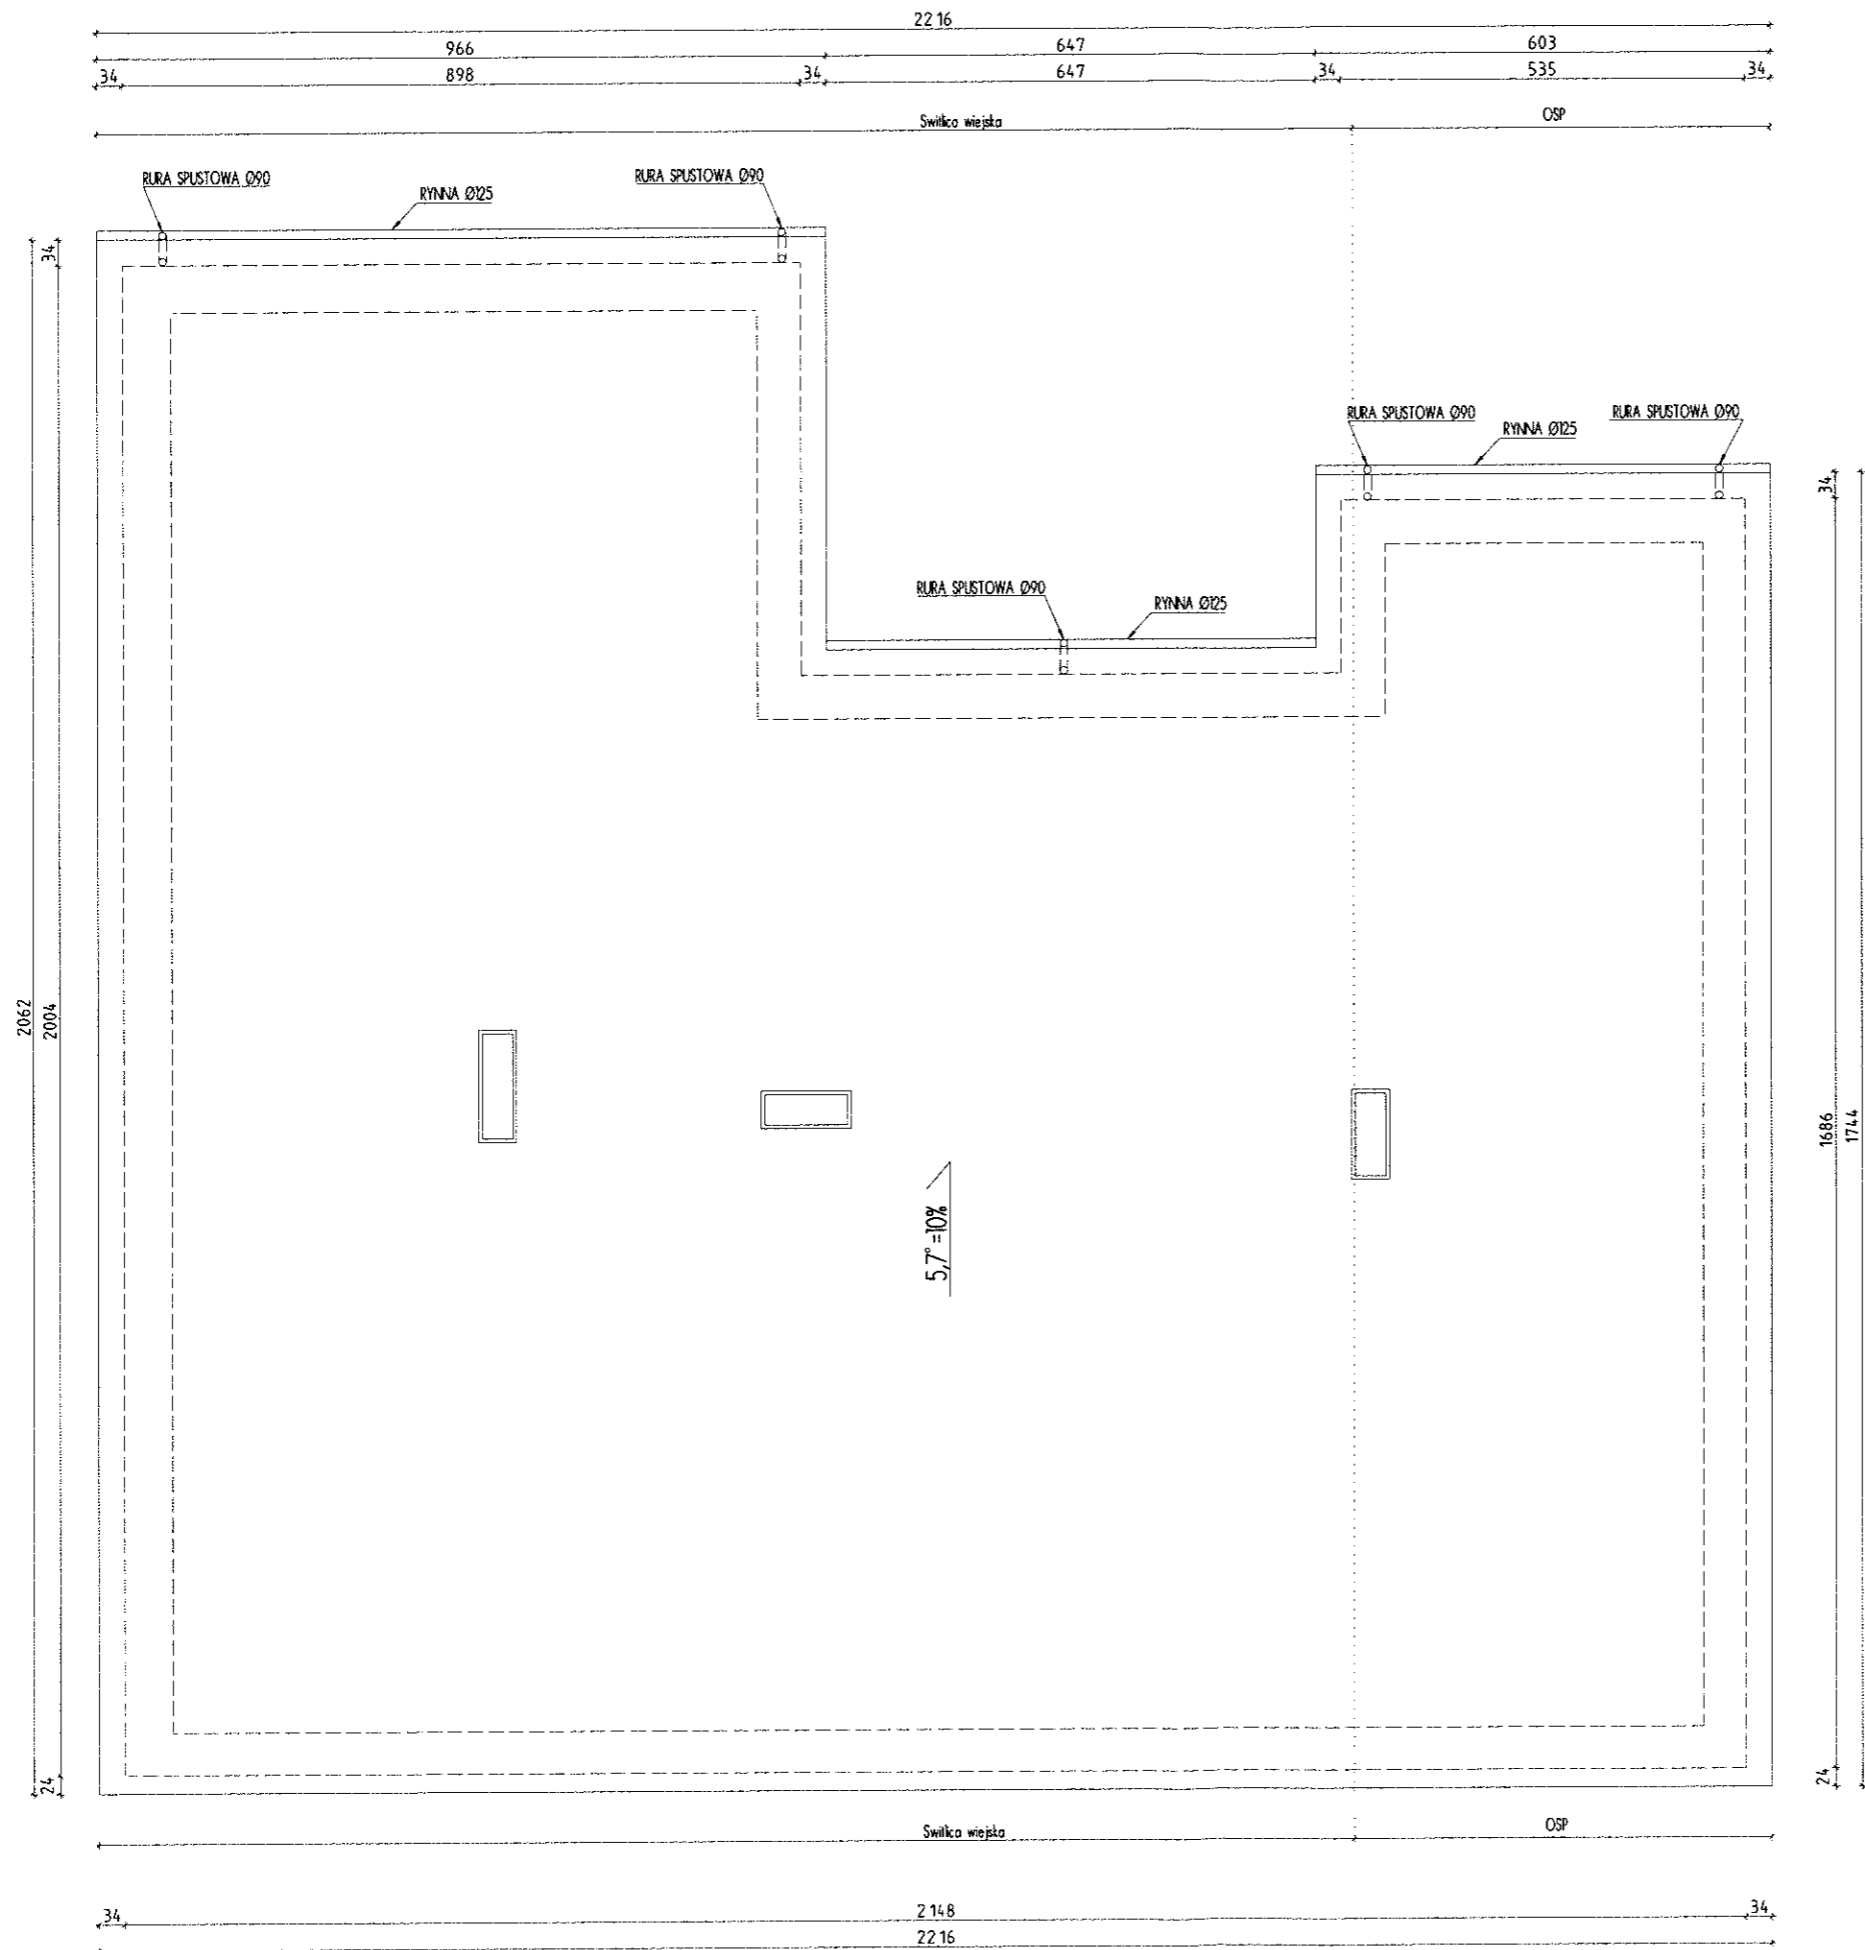 2216
966 647 603
34 898 34 647 34 535 34
Switlica wiejska OSP
RURA SPUSTOWA Ø90 RYNNA Ø125 RURA SPUSTOWA Ø90
34
RURA SPUSTOWA Ø90 RYNNA Ø125 RURA SPUSTOWA Ø90
34
RURA SPUSTOWA Ø90 RYNNA Ø125
2062
2004
1686
1744
5,7°=10%
24
24
Switlica wiejska OSP
34 2148 34
2216